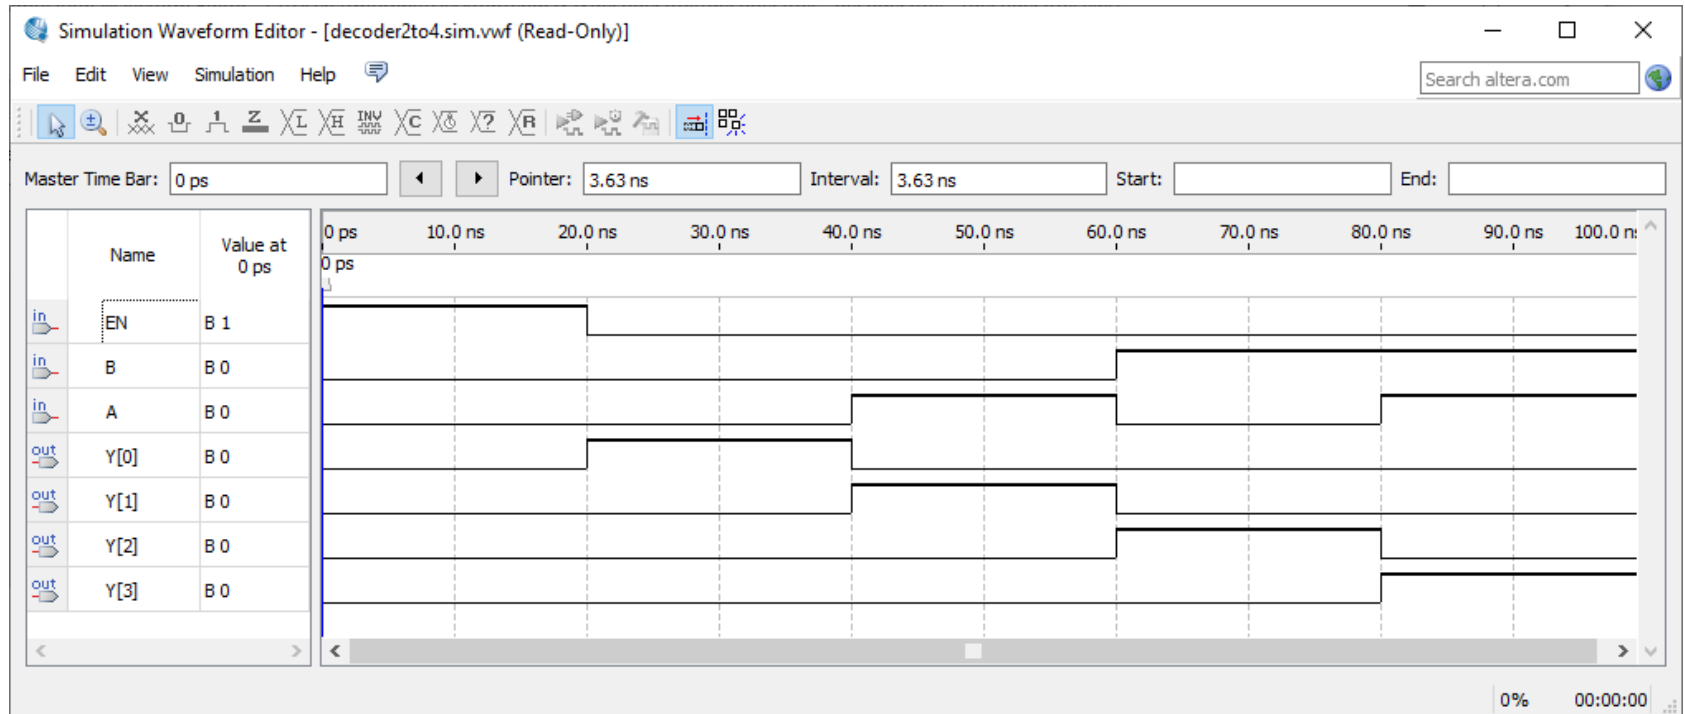 Simulation Waveform Editor - [decoder2to4.sim.vwf (Read-Only)]
File Edit View Simulation Help
Search altera.com
Master Time Bar: 0 ps Pointer: 3.63 ns Interval: 3.63 ns Start: End:
Name Value at 0 ps
0 ps 10.0 ns 20.0 ns 30.0 ns 40.0 ns 50.0 ns 60.0 ns 70.0 ns 80.0 ns 90.0 ns 100.0 n
0 ps
in EN B 1
in B B 0
in A B 0
out Y[0] B 0
out Y[1] B 0
out Y[2] B 0
out Y[3] B 0
0% 00:00:00